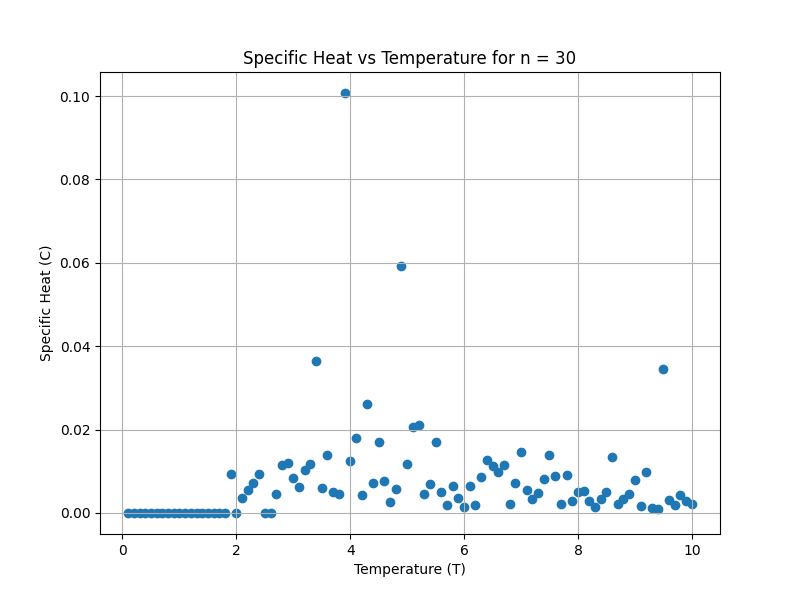 Specific Heat vs Temperature for n = 30
Specific Heat (C)
0.10
0.08
0.06
0.04
0.02
0.00
0 2 4 6 8 10
Temperature (T)